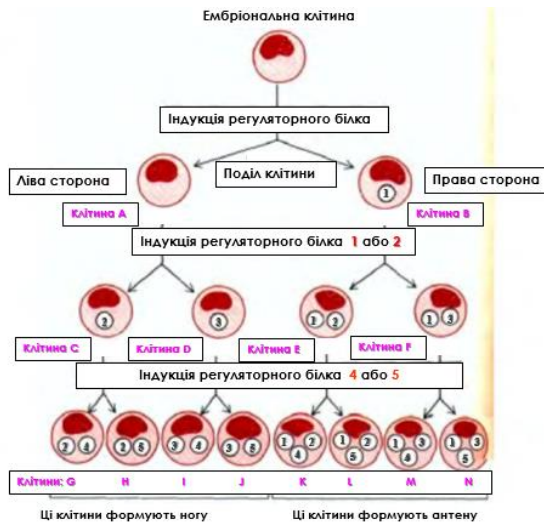 Ембріональна клітина
Індукція регуляторного білка
Ліва сторона
Поділ клітини
1
Права сторона
Клітина А
Клітина В
Індукція регуляторного білка 1 або 2
2
3
1 2
1 3
Клітина С
Клітина D
Клітина E
Клітина F
Індукція регуляторного білка 4 або 5
2 4
2 5
3 4
3 5
1 2 4
1 2 5
1 3
1 3 5
Клітини: G H I J K L M N
Ці клітини формують ногу
Ці клітини формують антену